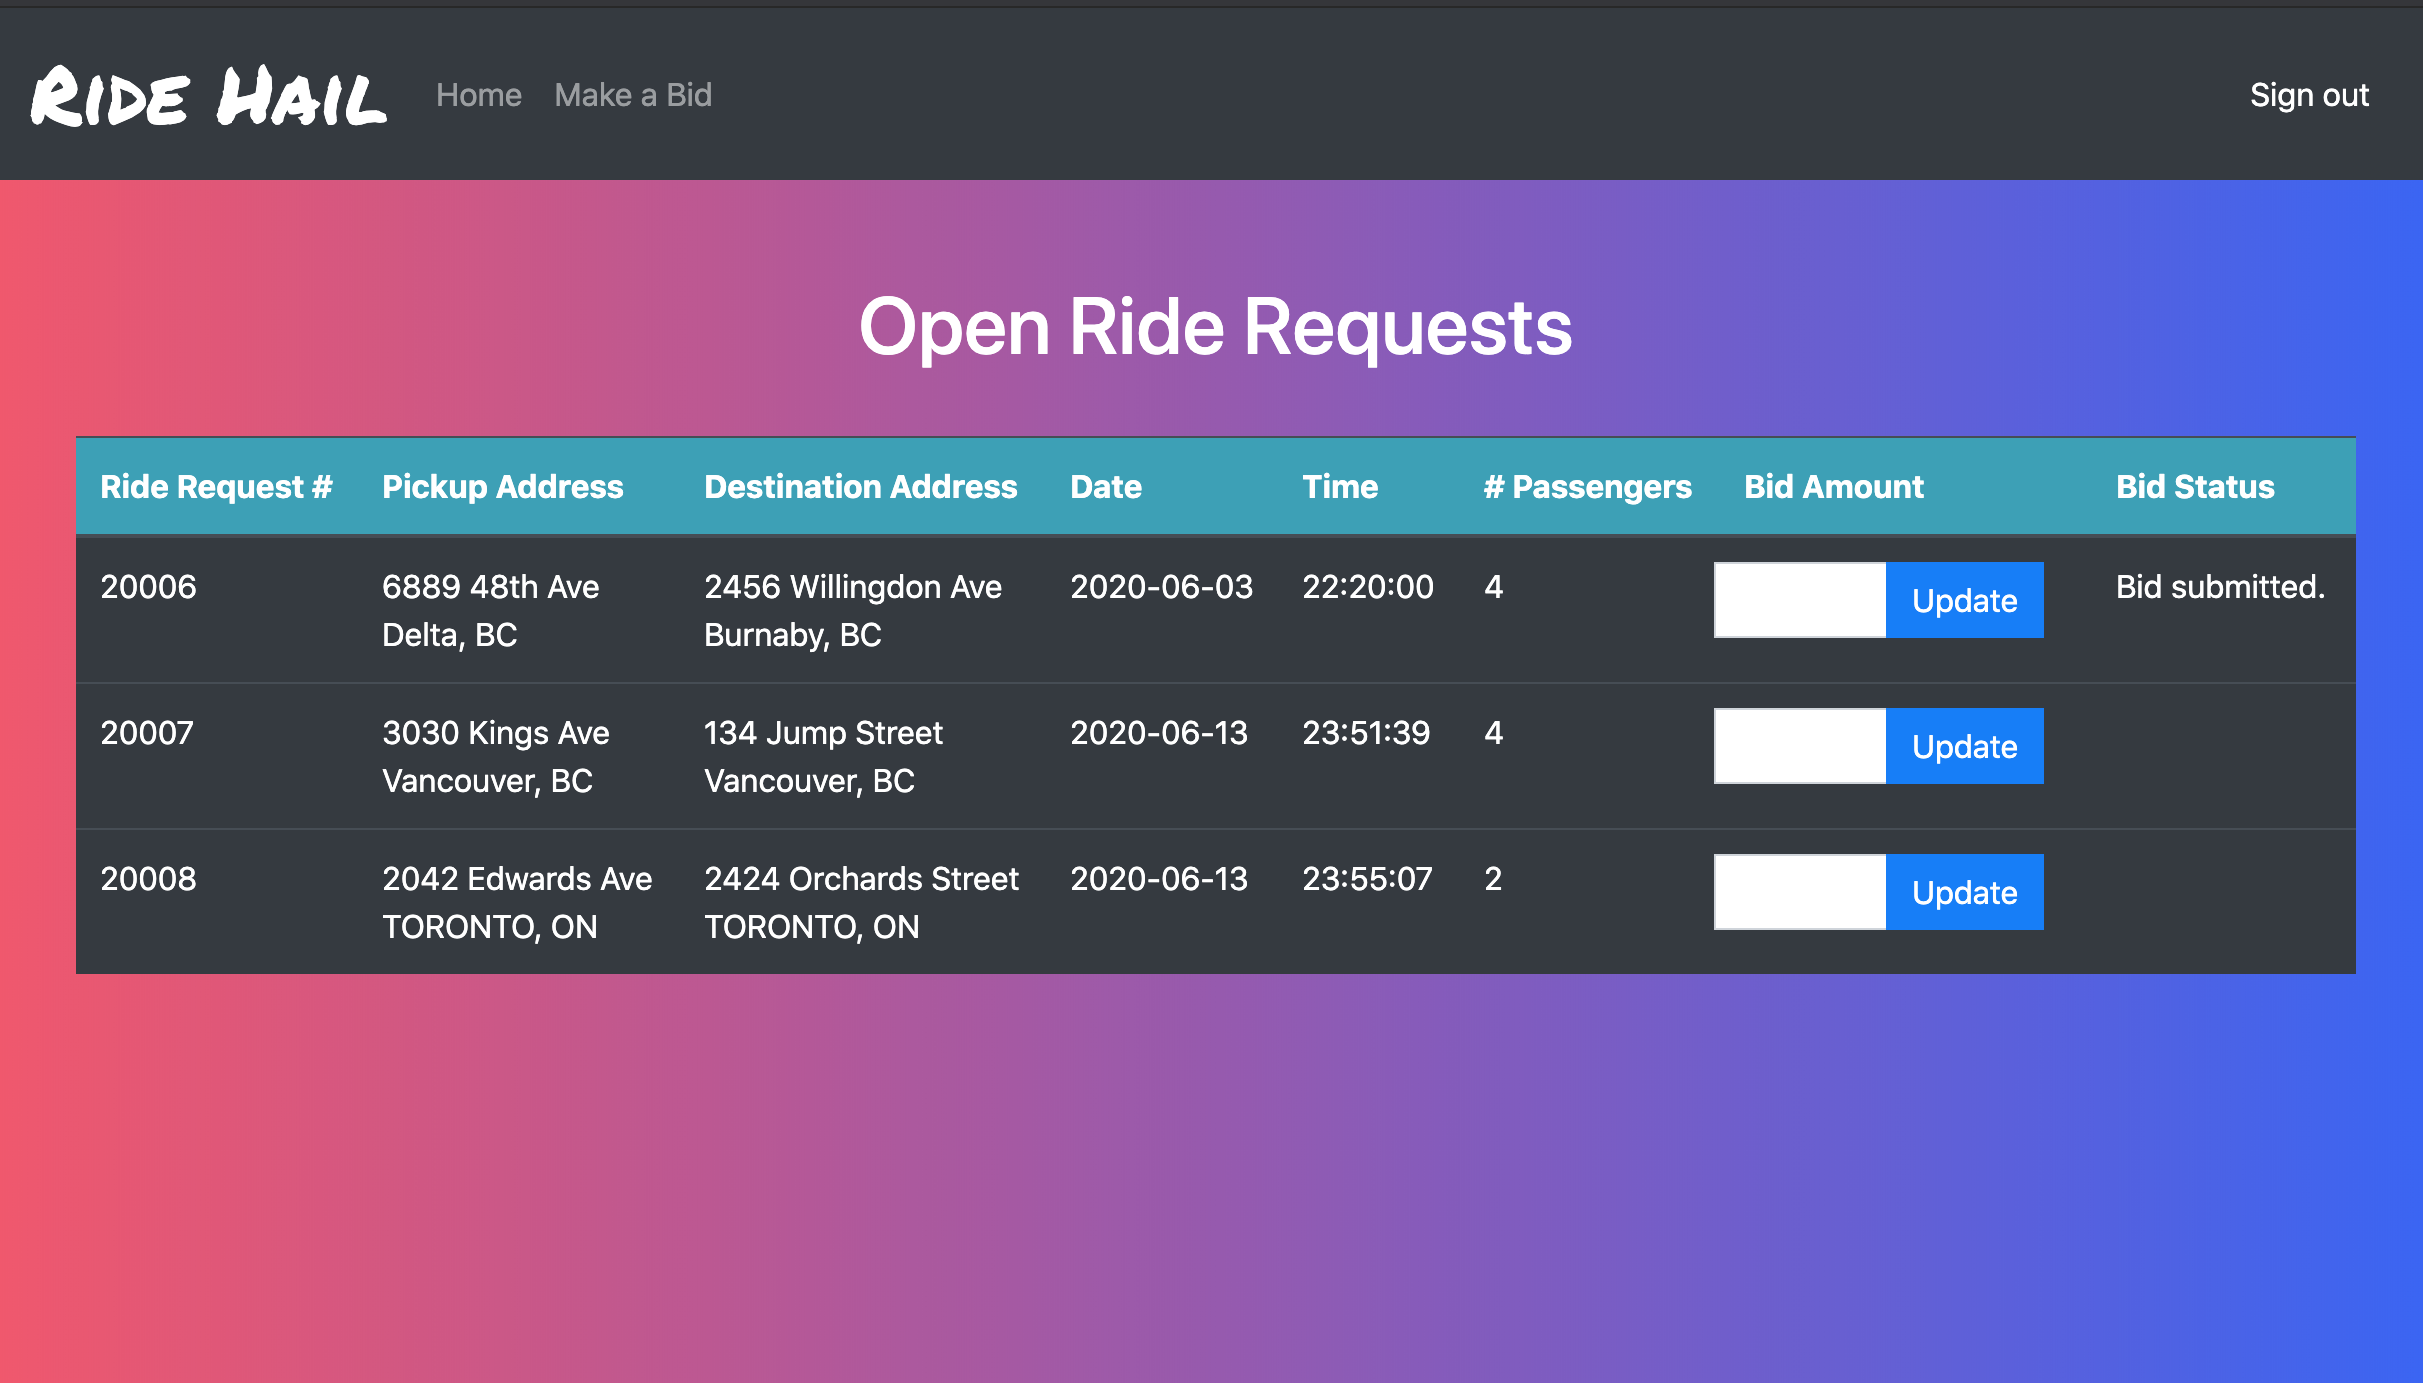 RIDE HAIL Home Make a Bid Sign out
Open Ride Requests
Ride Request # Pickup Address Destination Address Date Time # Passengers Bid Amount Bid Status
20006 6889 48th Ave 2456 Willingdon Ave 2020-06-03 22:20:00 4 Update Bid submitted.
Delta, BC Burnaby, BC
20007 3030 Kings Ave 134 Jump Street 2020-06-13 23:51:39 4 Update
Vancouver, BC Vancouver, BC
20008 2042 Edwards Ave 2424 Orchards Street 2020-06-13 23:55:07 2 Update
TORONTO, ON TORONTO, ON